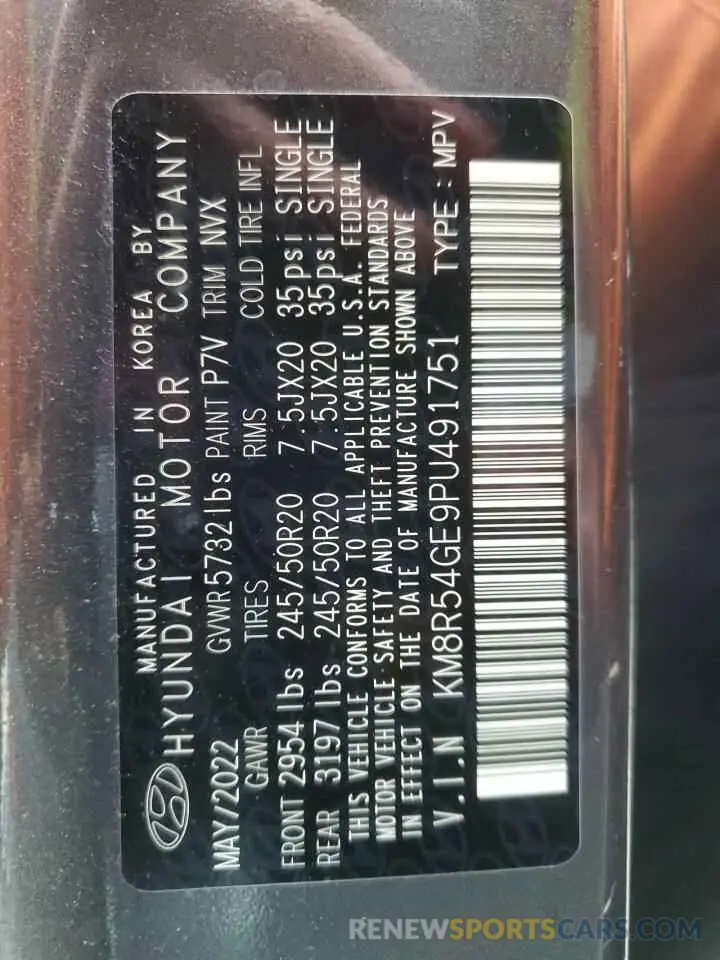 MANUFACTURED IN KOREA BY
HYUNDAI MOTOR COMPANY
MAY/2022 GVWR 5732 lbs PAINT P7V TRIM NVX
GAWR TIRES RIMS COLD TIRE INFL
FRONT 2954 lbs 245/50R20 7.5JX20 35psi SINGLE
REAR 3197 lbs 245/50R20 7.5JX20 35psi SINGLE
THIS VEHICLE CONFORMS TO ALL APPLICABLE U.S.A. FEDERAL
MOTOR VEHICLE SAFETY AND THEFT PREVENTION STANDARDS
IN EFFECT ON THE DATE OF MANUFACTURE SHOWN ABOVE
V.I.N KM8R54GE9PU491751 TYPE : MPV
RENEWSPORTSCARS.COM